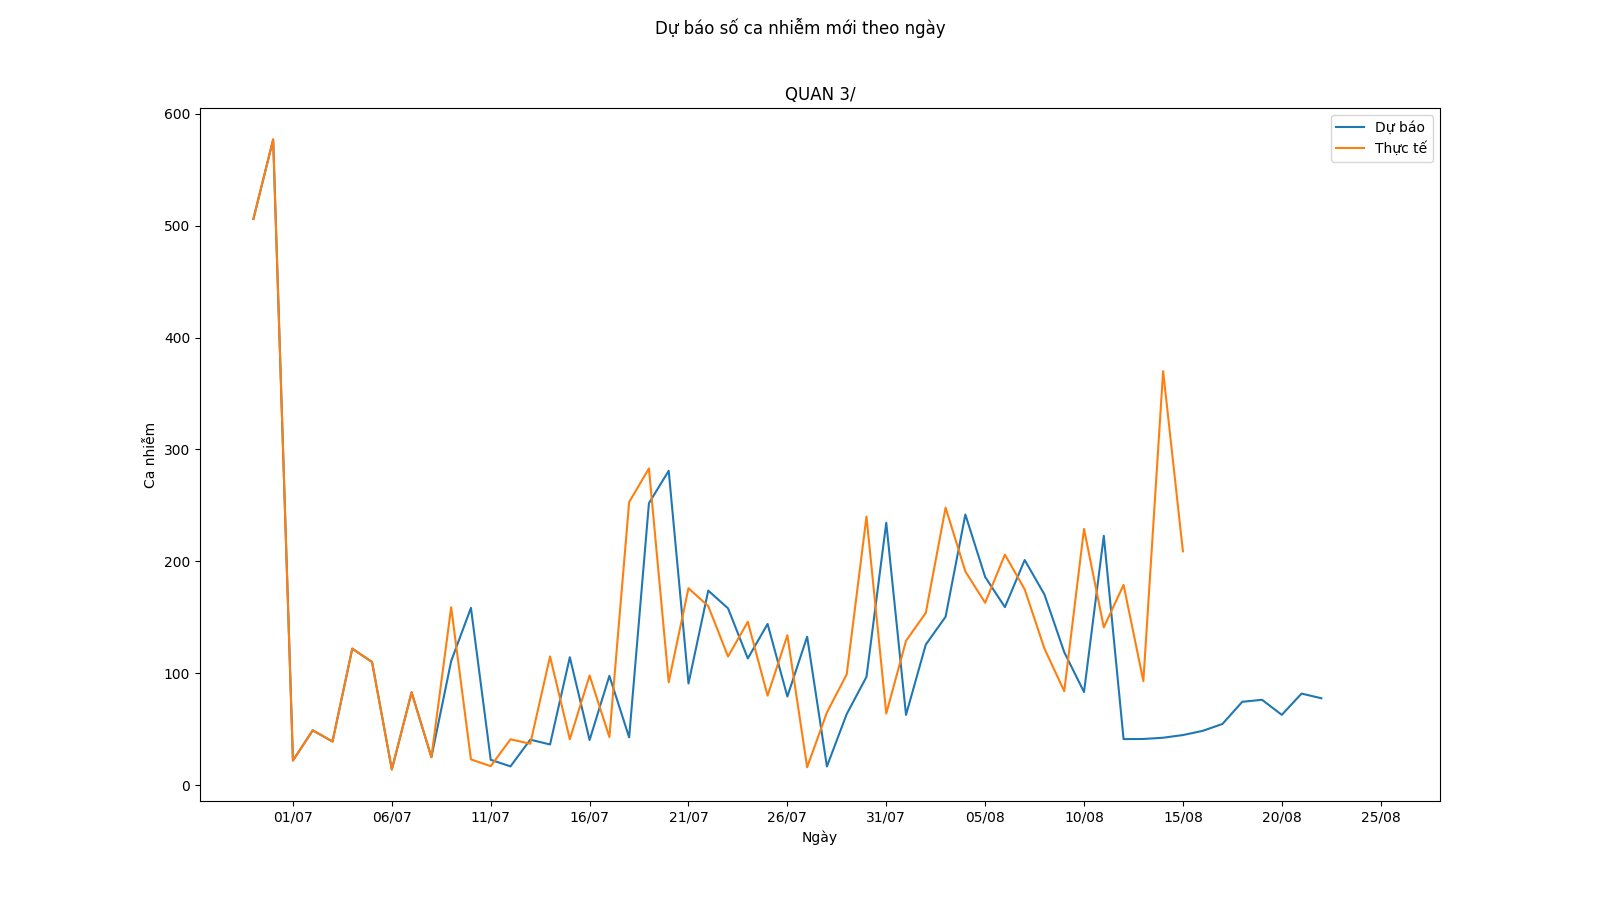 Dự báo số ca nhiễm mới theo ngày
QUAN 3/
Dự báo
Thực tế
600
500
400
300
200
100
0
Ca nhiễm
01/07 06/07 11/07 16/07 21/07 26/07 31/07 05/08 10/08 15/08 20/08 25/08
Ngày